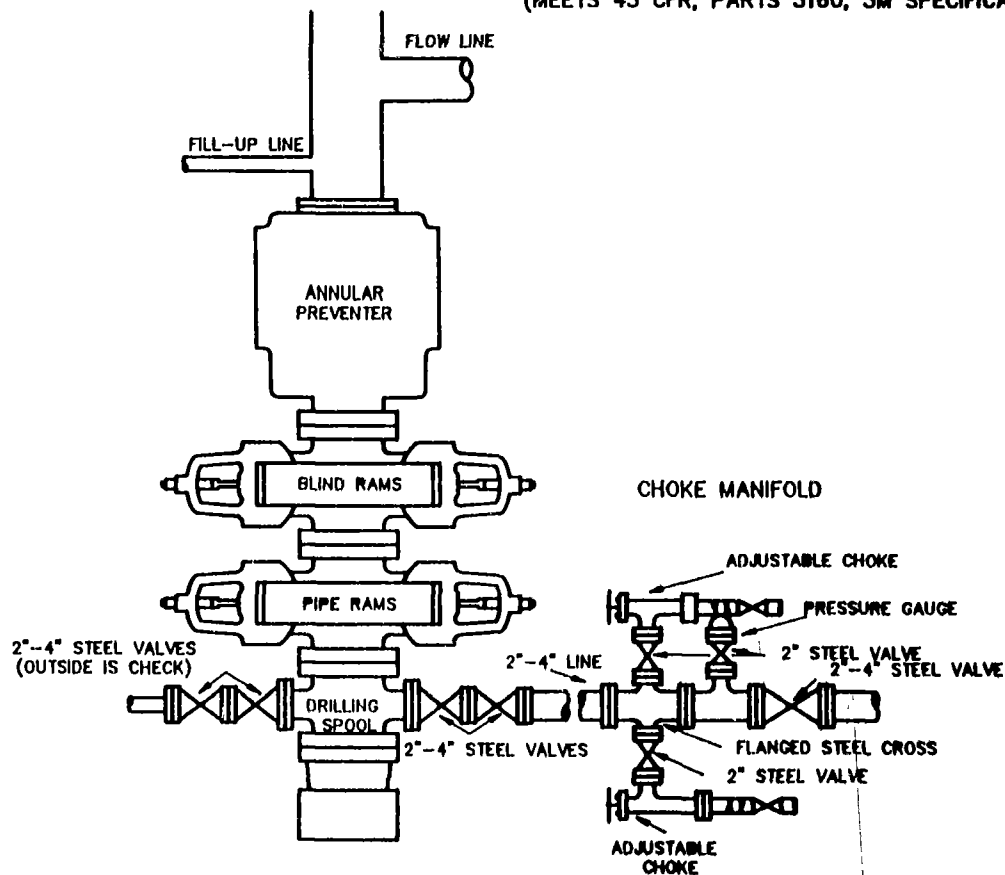 (MEETS 43 CFR, PARTS 3160, 3M
FLOW LINE
FILL-UP LINE
ANNULAR
PREVENTER
BLIND RAMS
CHOKE MANIFOLD
ADJUSTABLE CHOKE
PIPE RAMS
PRESSURE GAUGE
2"-4" STEEL VALVES
(OUTSIDE IS CHECK)
2"-4" LINE
2" STEEL VALVE
2"-4" STEEL VALVE
DRILLING
SPOOL
2"-4" STEEL VALVES
FLANGED STEEL CROSS
2" STEEL VALVE
ADJUSTABLE
CHOKE